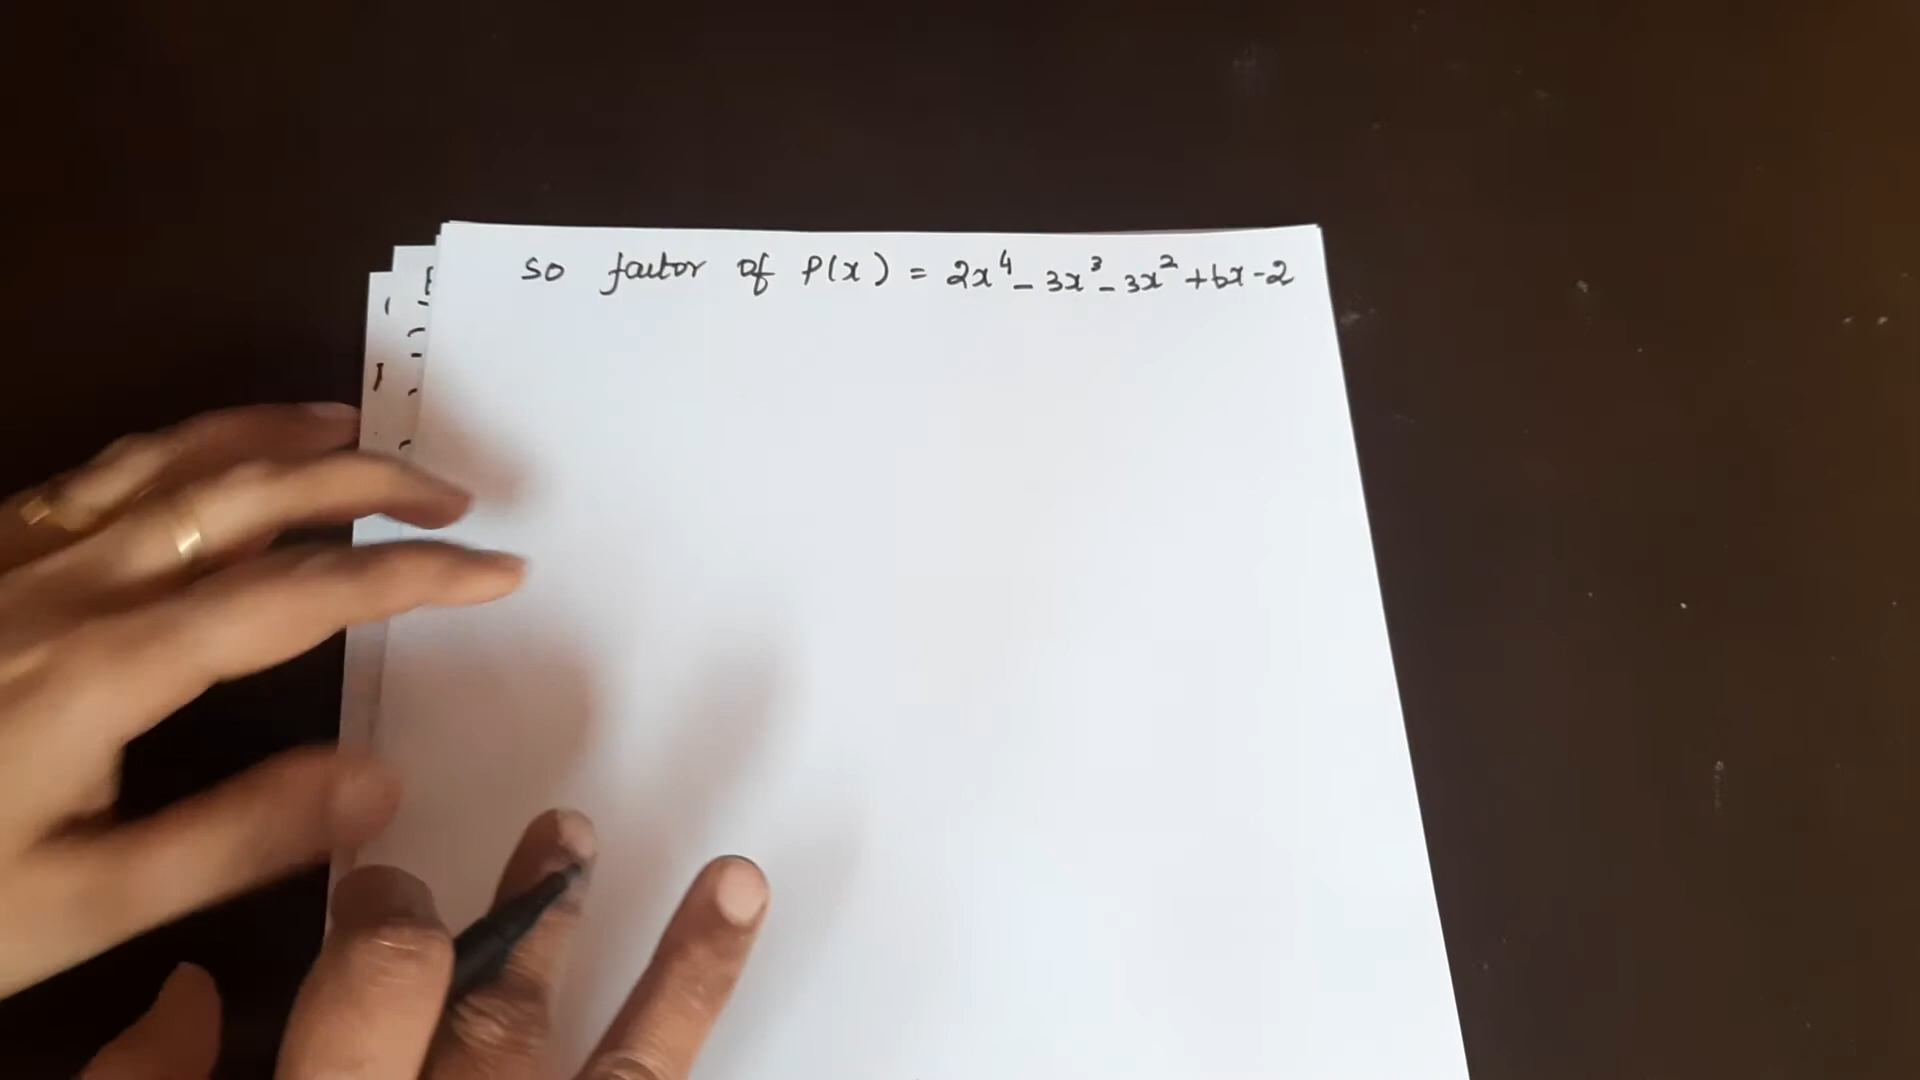 so factor of P(x) = 2x⁴ - 3x³ - 3x² + 6x - 2